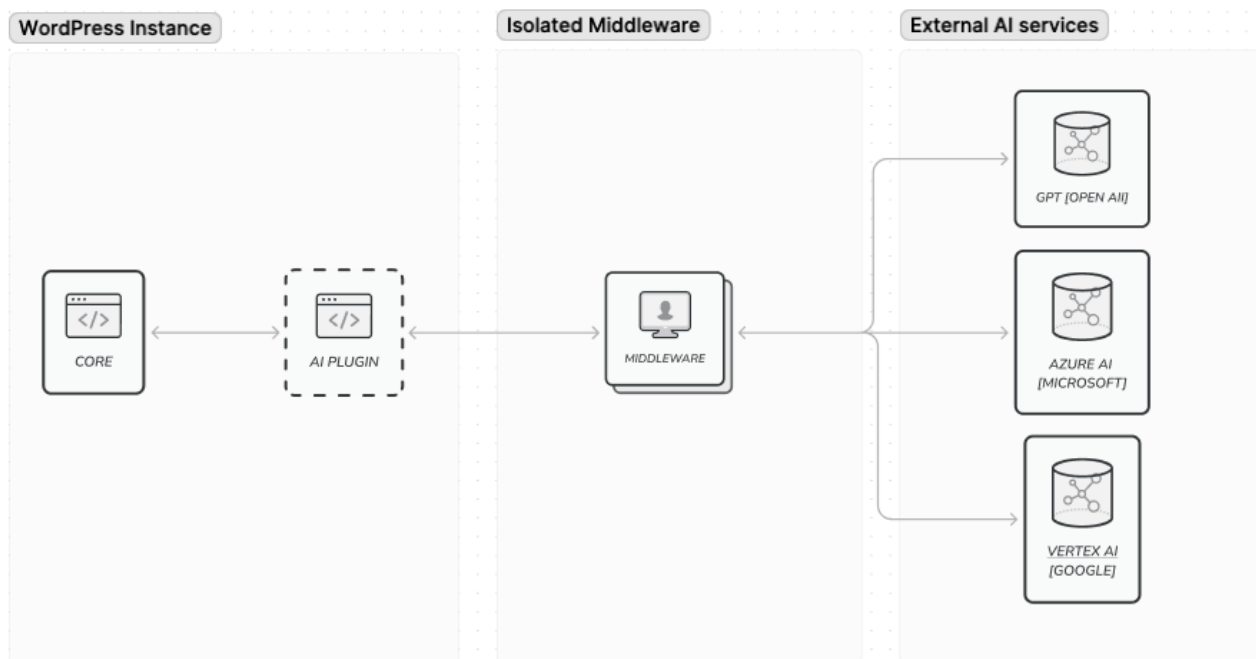 WordPress Instance
Isolated Middleware
External AI services
CORE
AI PLUGIN
MIDDLEWARE
GPT [OPEN AII]
AZURE AI
[MICROSOFT]
VERTEX AI
[GOOGLE]